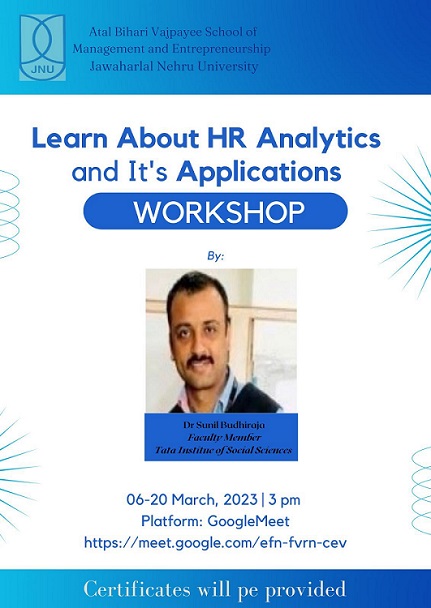 JNU
Atal Bihari Vajpayee School of
Management and Entrepreneurship
Jawaharlal Nehru University
Learn About HR Analytics
and It's Applications
WORKSHOP
By:
Dr Sunil Budhiraja
Faculty Member
Tata Institue of Social Sciences
06-20 March, 2023 | 3 pm
Platform: GoogleMeet
https://meet.google.com/efn-fvrn-cev
Certificates will pe provided